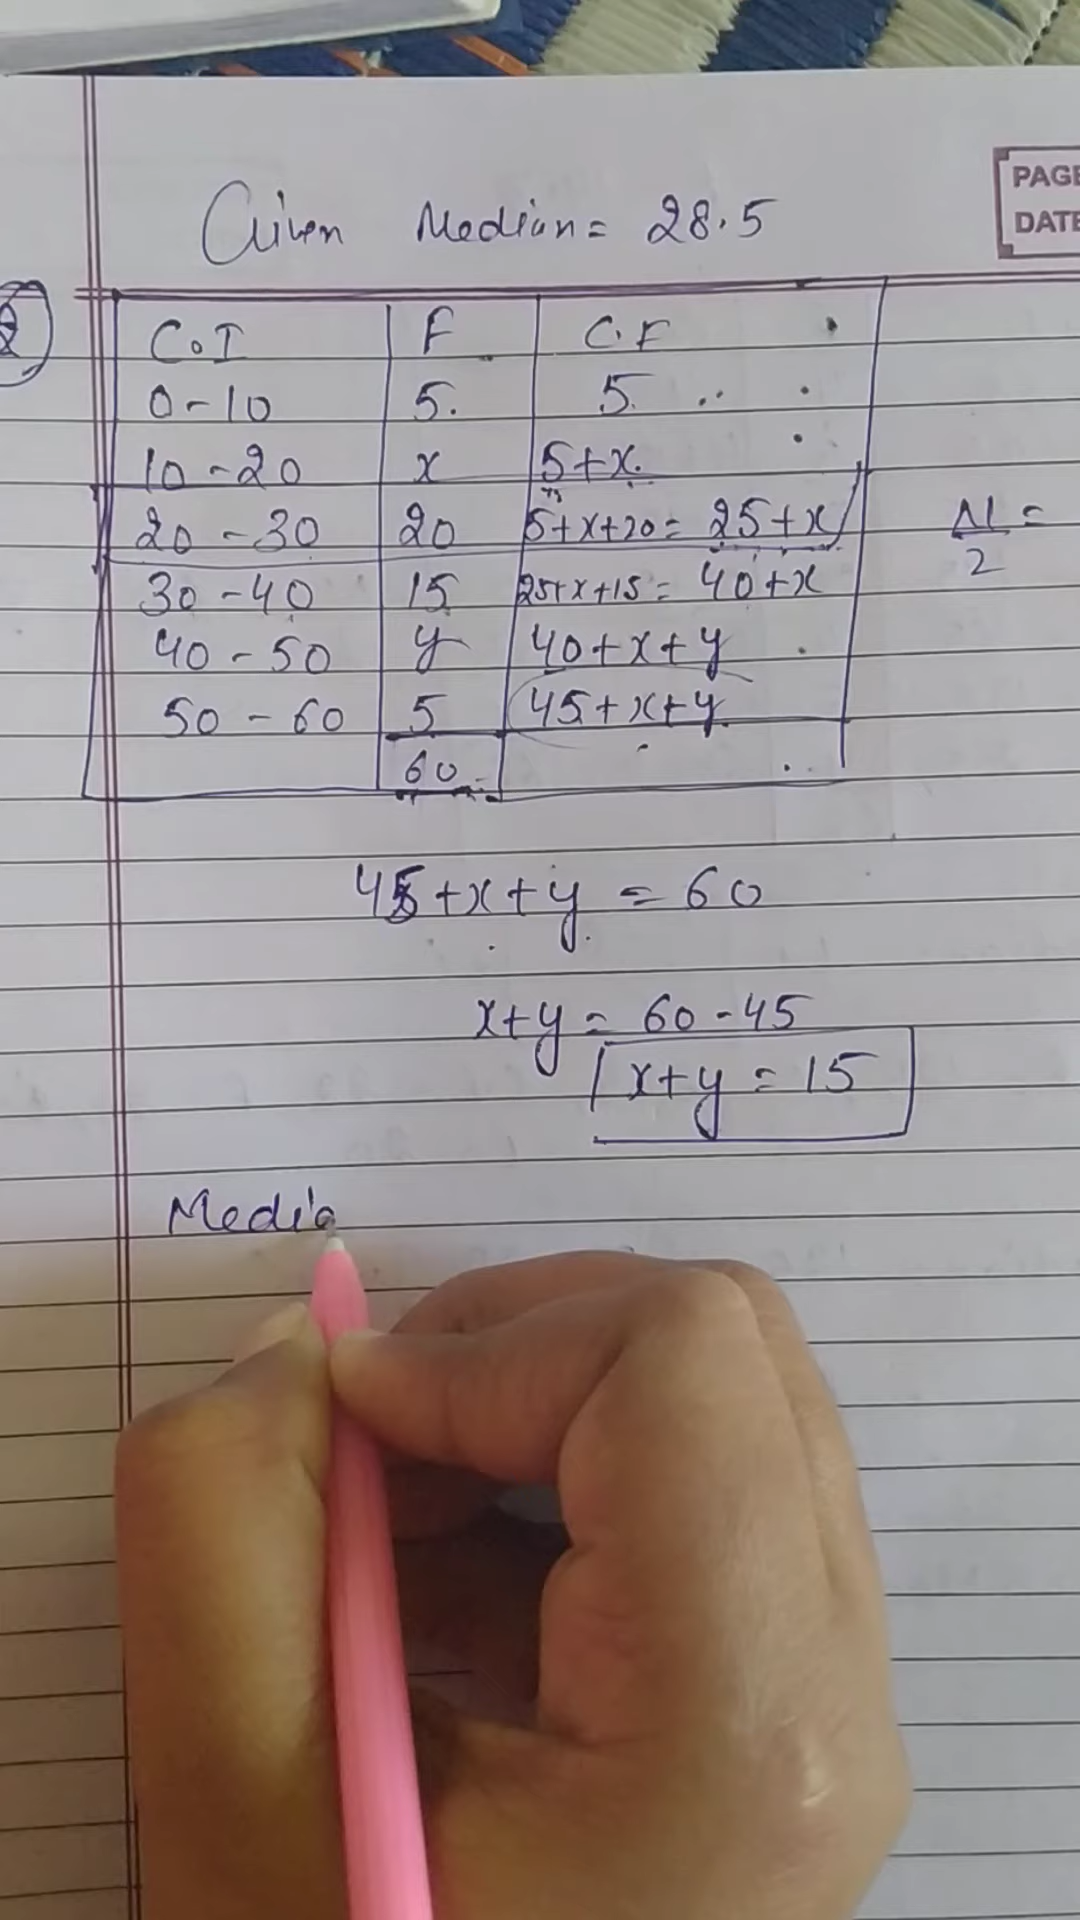 PAGE
DATE
Given Median = 28.5
C.I F C.F
0-10 5. 5
10-20 x 5+x.
20-30 20 5+x+20= 25+x
N/2 =
30-40 15 25+x+15= 40+x
40-50 y 40+x+y
50-60 5 45+x+y
60
45+x+y = 60
x+y = 60-45
x+y = 15
Media